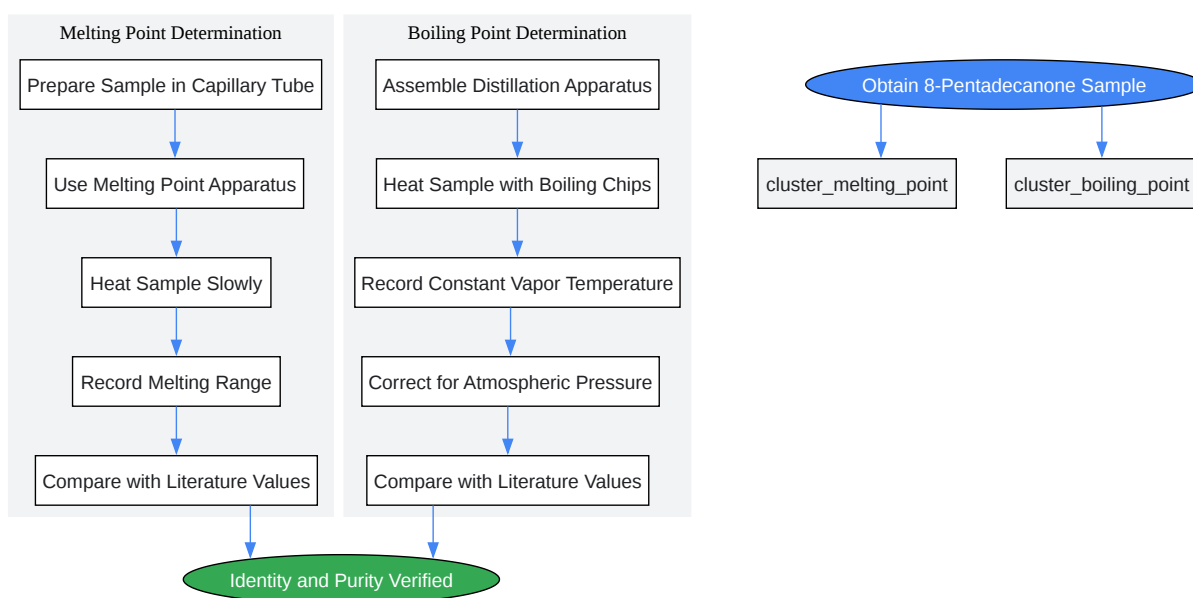 Melting Point Determination
Prepare Sample in Capillary Tube
Use Melting Point Apparatus
Heat Sample Slowly
Record Melting Range
Compare with Literature Values
Boiling Point Determination
Assemble Distillation Apparatus
Heat Sample with Boiling Chips
Record Constant Vapor Temperature
Correct for Atmospheric Pressure
Compare with Literature Values
Identity and Purity Verified
Obtain 8-Pentadecanone Sample
cluster_melting_point
cluster_boiling_point